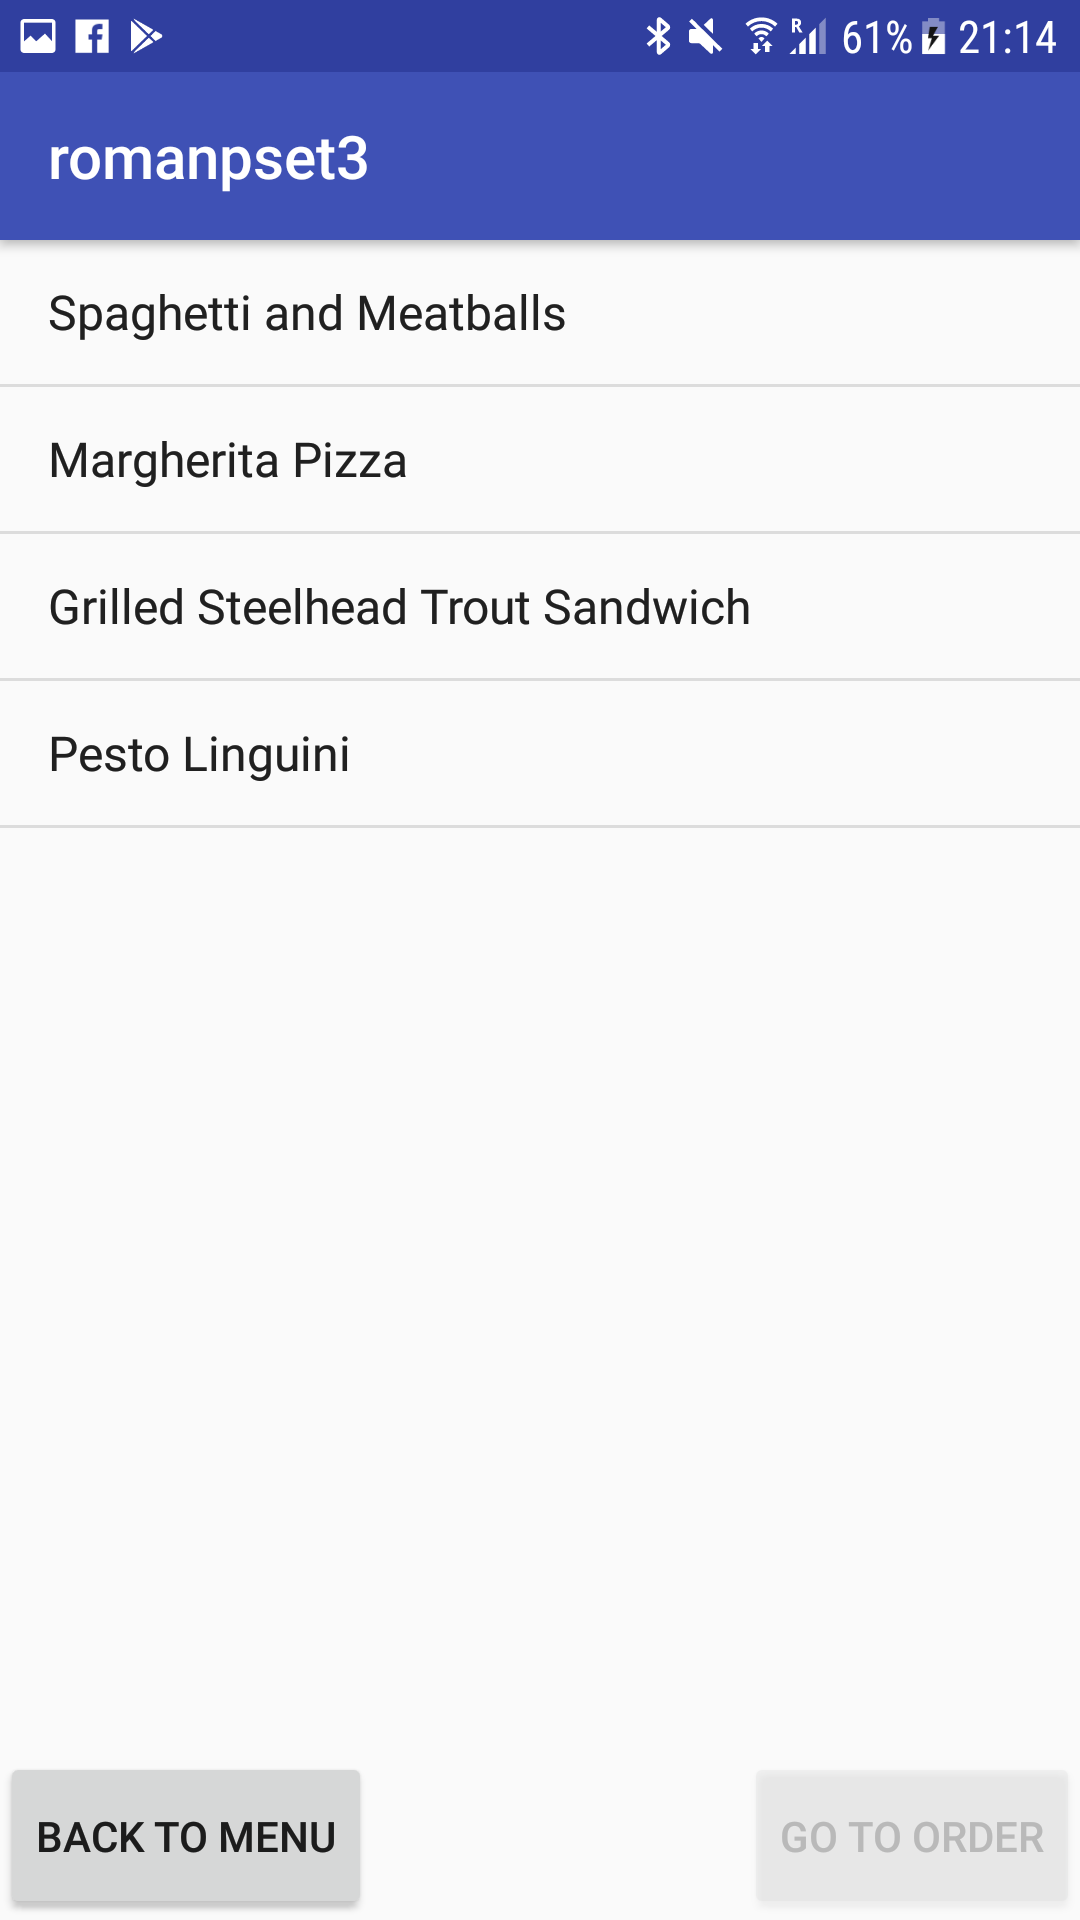 R 61% 21:14
romanpset3
Spaghetti and Meatballs
Margherita Pizza
Grilled Steelhead Trout Sandwich
Pesto Linguini
BACK TO MENU GO TO ORDER